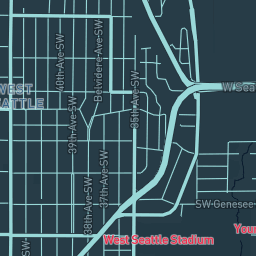 40th Ave SW
Belvidere Ave SW
35th Ave SW
W Sea
WEST
SEATTLE
39th Ave SW
38th Ave SW
37th Ave SW
SW Genesee
You
West Seattle Stadium